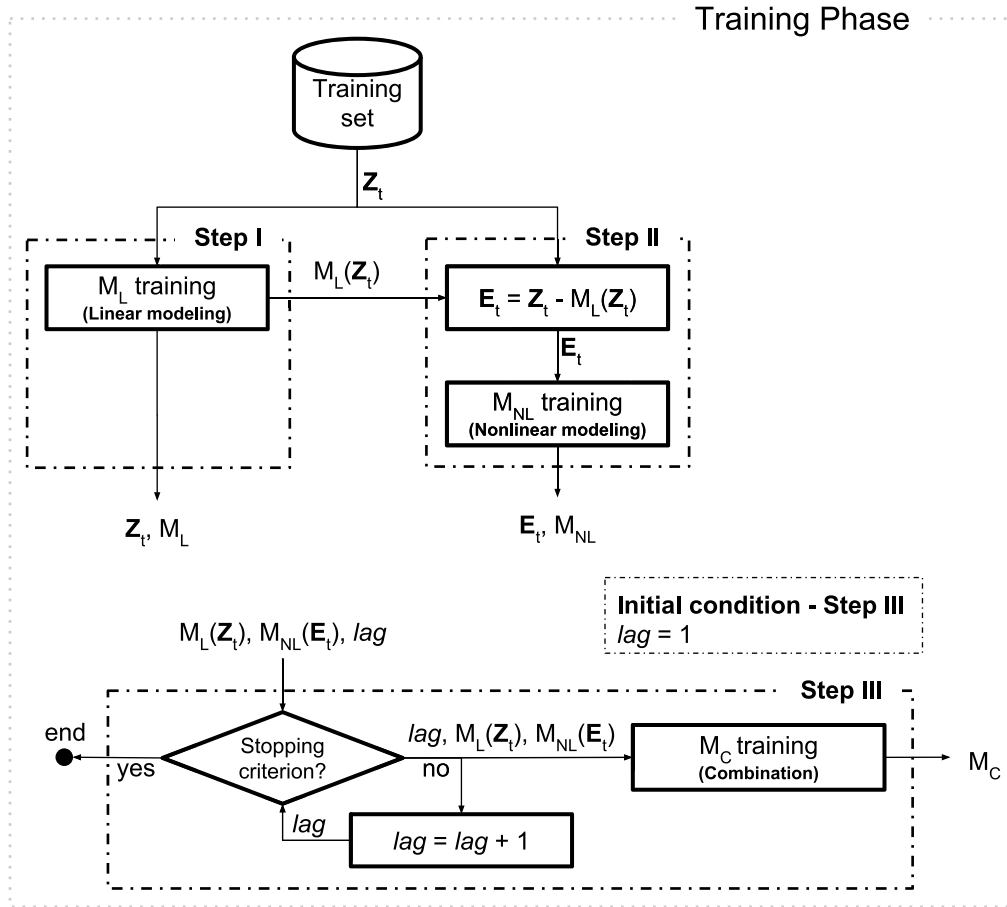 Training Phase
Training
set
Z_t
Step I
Step II
M_L training
(Linear modeling)
M_L(Z_t)
E_t = Z_t - M_L(Z_t)
E_t
M_NL training
(Nonlinear modeling)
Z_t, M_L
E_t, M_NL
Initial condition - Step III
lag = 1
M_L(Z_t), M_NL(E_t), lag
Step III
end
yes
Stopping
criterion?
lag, M_L(Z_t), M_NL(E_t)
no
M_C training
(Combination)
M_C
lag
lag = lag + 1